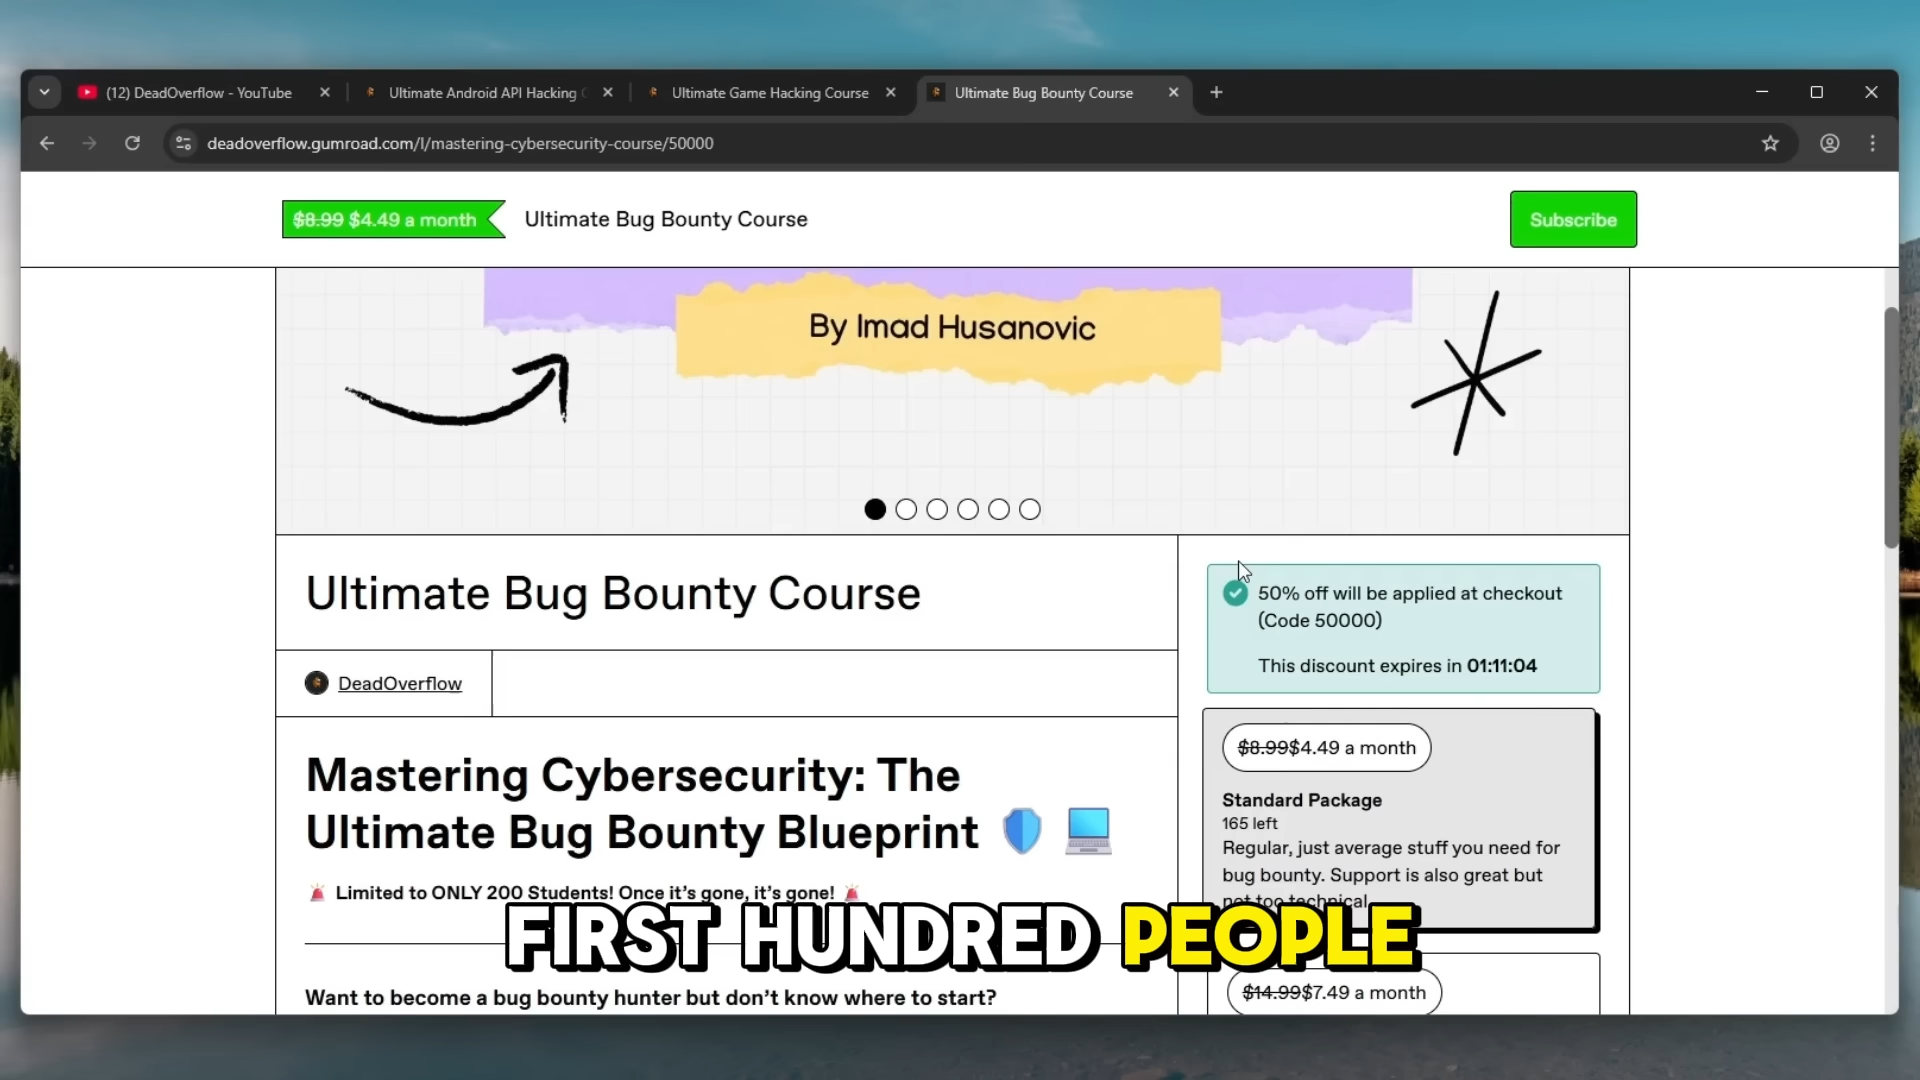 (12) DeadOverflow - YouTube
Ultimate Android API Hacking
Ultimate Game Hacking Course
Ultimate Bug Bounty Course
deadoverflow.gumroad.com/l/mastering-cybersecurity-course/50000
$8.99 $4.49 a month
Ultimate Bug Bounty Course
Subscribe
By Imad Husanovic
Ultimate Bug Bounty Course
50% off will be applied at checkout
(Code 50000)
This discount expires in 01:11:04
DeadOverflow
Mastering Cybersecurity: The
Ultimate Bug Bounty Blueprint
Limited to ONLY 200 Students! Once it's gone, it's gone!
Want to become a bug bounty hunter but don't know where to start?
$8.99$4.49 a month
Standard Package
165 left
Regular, just average stuff you need for
bug bounty. Support is also great but
not too technical
$14.99$7.49 a month
FIRST HUNDRED PEOPLE